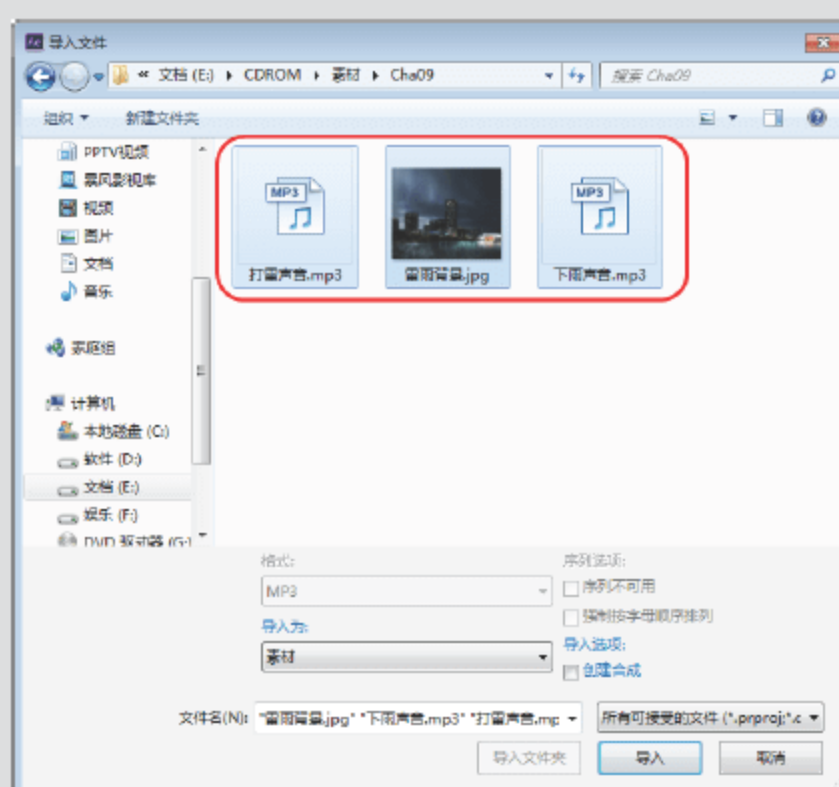 导入文件
« 文档 (E:) ▸ CDROM ▸ 素材 ▸ Cha09
搜索 Cha09
组织 新建文件夹
PPTV视频
暴风影视库
视频
图片
文档
音乐
家庭组
计算机
本地磁盘 (C:)
软件 (D:)
文档 (E:)
娱乐 (F:)
DVD 驱动器 (G:)
MP3
打雷声音.mp3
雷雨背景.jpg
MP3
下雨声音.mp3
格式:
MP3
导入为:
素材
序列选项:
序列不可用
强制按字母顺序排列
导入选项:
创建合成
文件名(N): "雷雨背景.jpg" "下雨声音.mp3" "打雷声音.mp
所有可接受的文件 (*.prproj;*.c
导入文件夹 导入 取消